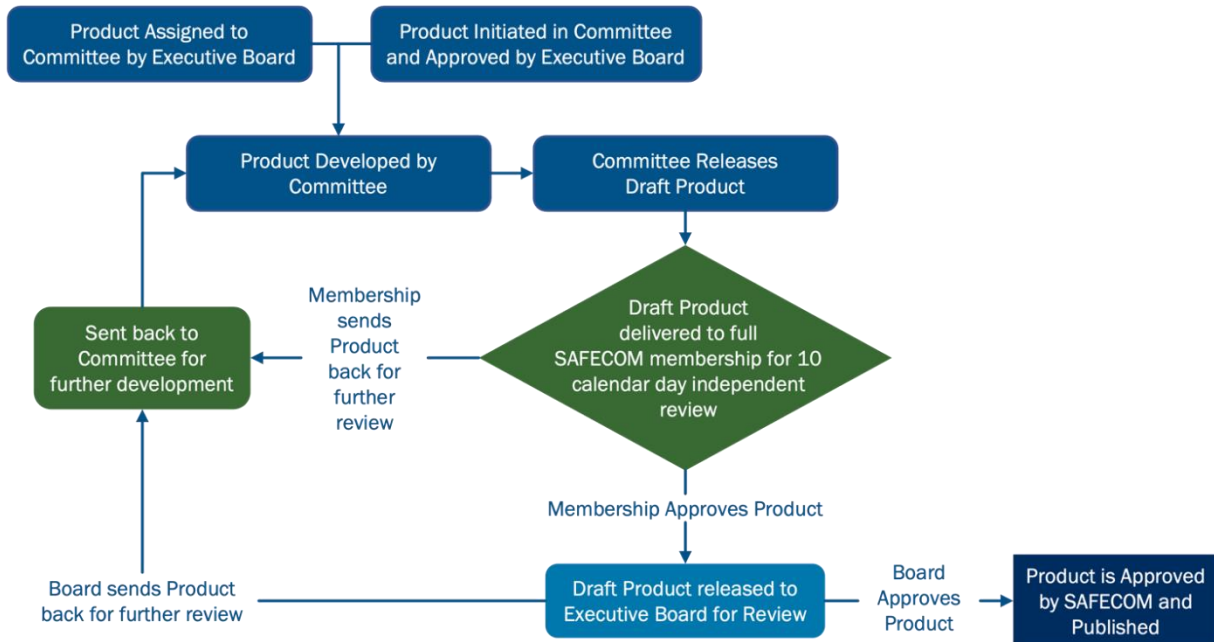 Product Assigned to
Committee by Executive Board
Product Initiated in Committee
and Approved by Executive Board
Product Developed by
Committee
Committee Releases
Draft Product
Draft Product
delivered to full
SAFECOM membership for 10
calendar day independent
review
Membership
sends
Product
back for
further
review
Sent back to
Committee for
further development
Membership Approves Product
Board sends Product
back for further review
Draft Product released to
Executive Board for Review
Board
Approves
Product
Product is Approved
by SAFECOM and
Published